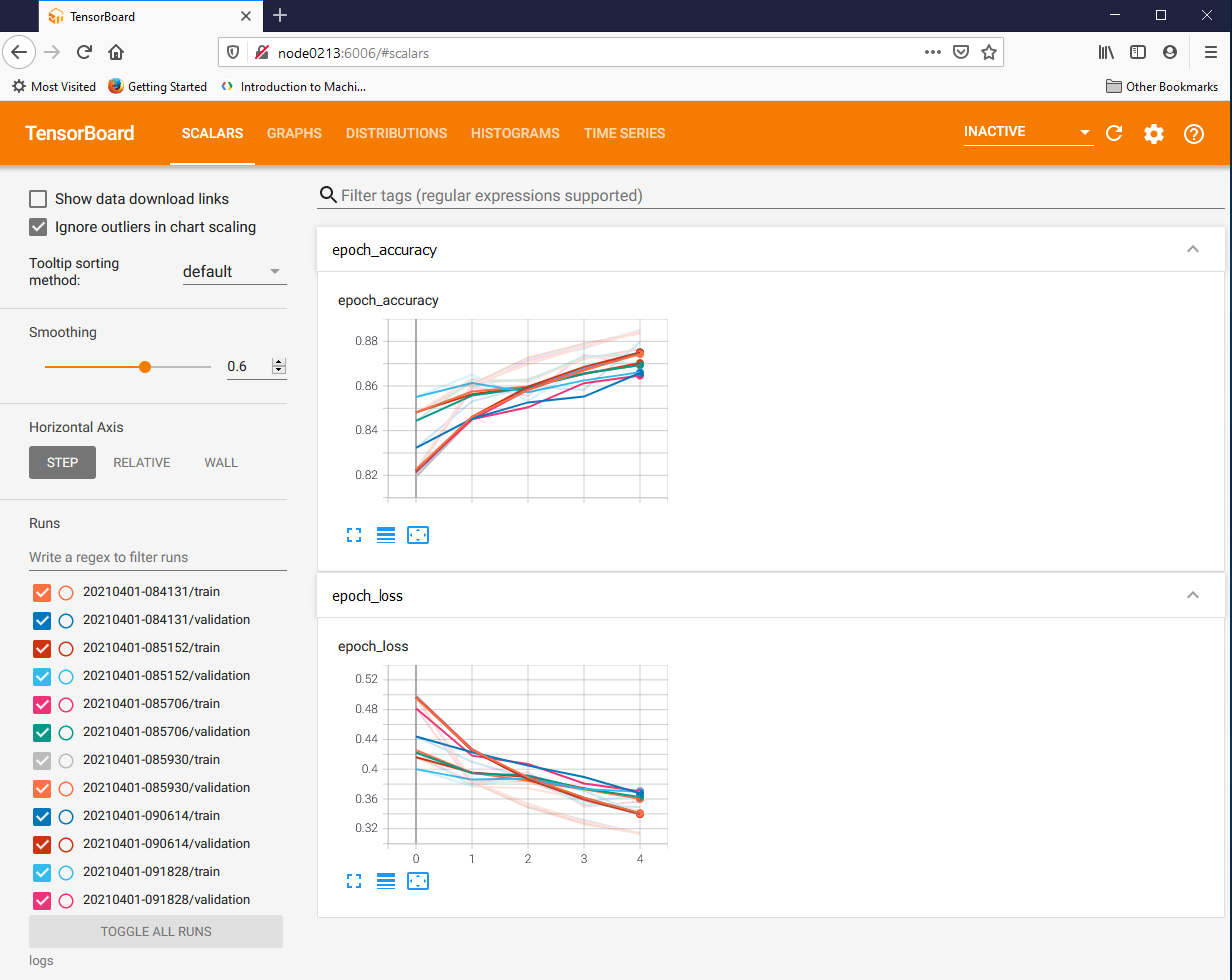 TensorBoard
node0213:6006/#scalars
Most Visited
Getting Started
Introduction to Machi...
Other Bookmarks
TensorBoard
SCALARS
GRAPHS
DISTRIBUTIONS
HISTOGRAMS
TIME SERIES
INACTIVE
Show data download links
Ignore outliers in chart scaling
Tooltip sorting
method:
default
Smoothing
0.6
Horizontal Axis
STEP
RELATIVE
WALL
Runs
Write a regex to filter runs
20210401-084131/train
20210401-084131/validation
20210401-085152/train
20210401-085152/validation
20210401-085706/train
20210401-085706/validation
20210401-085930/train
20210401-085930/validation
20210401-090614/train
20210401-090614/validation
20210401-091828/train
20210401-091828/validation
TOGGLE ALL RUNS
logs
Filter tags (regular expressions supported)
epoch_accuracy
epoch_accuracy
0.88
0.86
0.84
0.82
epoch_loss
epoch_loss
0.52
0.48
0.44
0.4
0.36
0.32
0 1 2 3 4